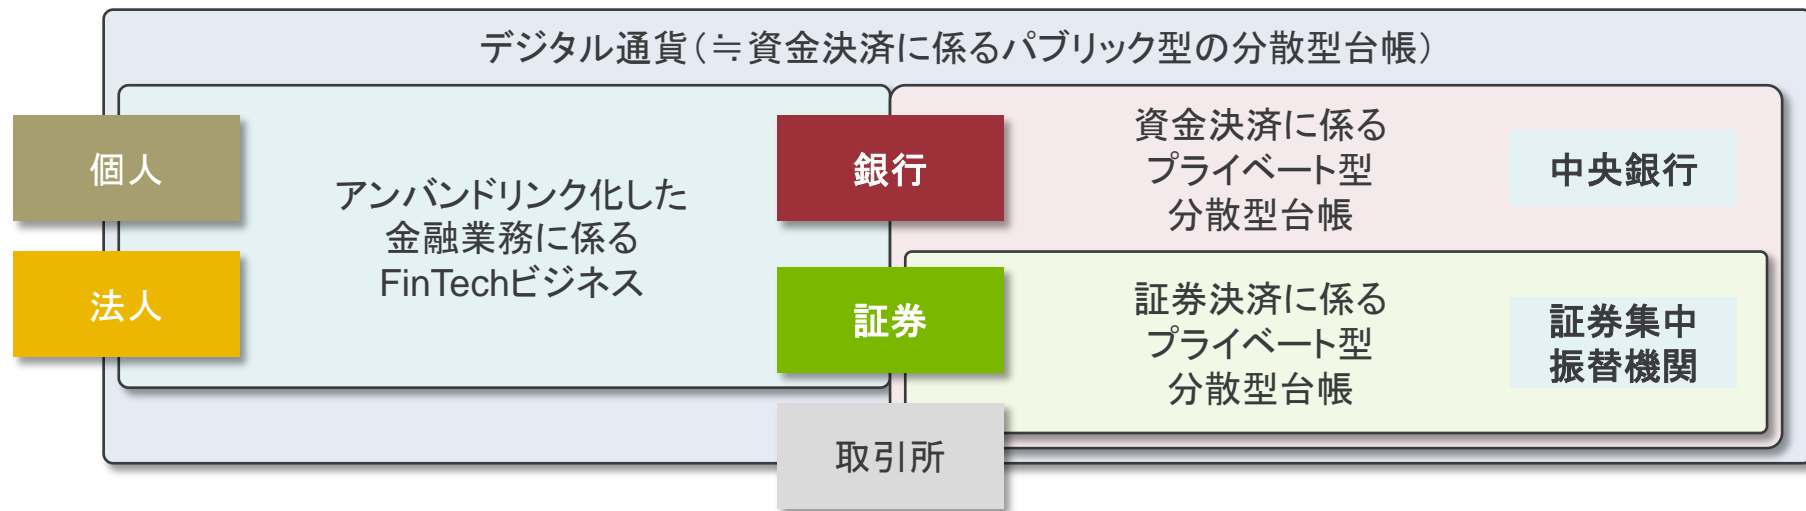 デジタル通貨(≒資金決済に係るパブリック型の分散型台帳)
個人
法人
アンバンドリンク化した
金融業務に係る
FinTechビジネス
銀行
証券
取引所
資金決済に係る
プライベート型
分散型台帳
中央銀行
証券決済に係る
プライベート型
分散型台帳
証券集中
振替機関